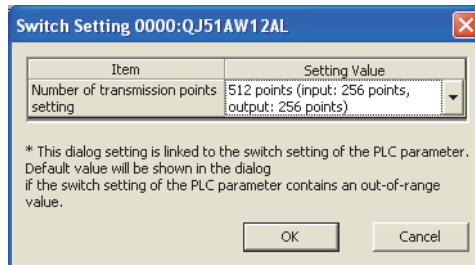 Switch Setting 0000:QJ51AW12AL
Item Setting Value
Number of transmission points setting 512 points (input: 256 points, output: 256 points)
* This dialog setting is linked to the switch setting of the PLC parameter.
Default value will be shown in the dialog
if the switch setting of the PLC parameter contains an out-of-range
value.
OK Cancel